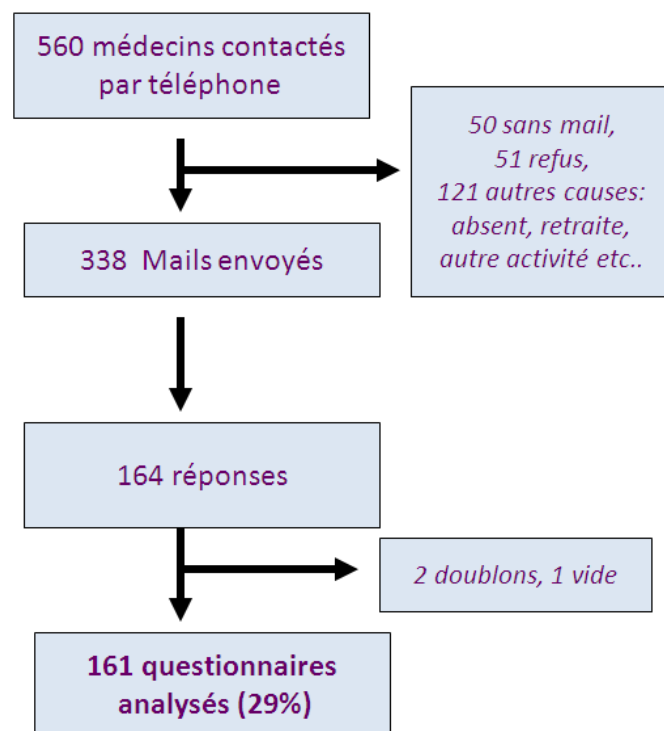 560 médecins contactés
par téléphone
50 sans mail,
51 refus,
121 autres causes:
absent, retraite,
autre activité etc..
338 Mails envoyés
164 réponses
2 doublons, 1 vide
161 questionnaires
analysés (29%)